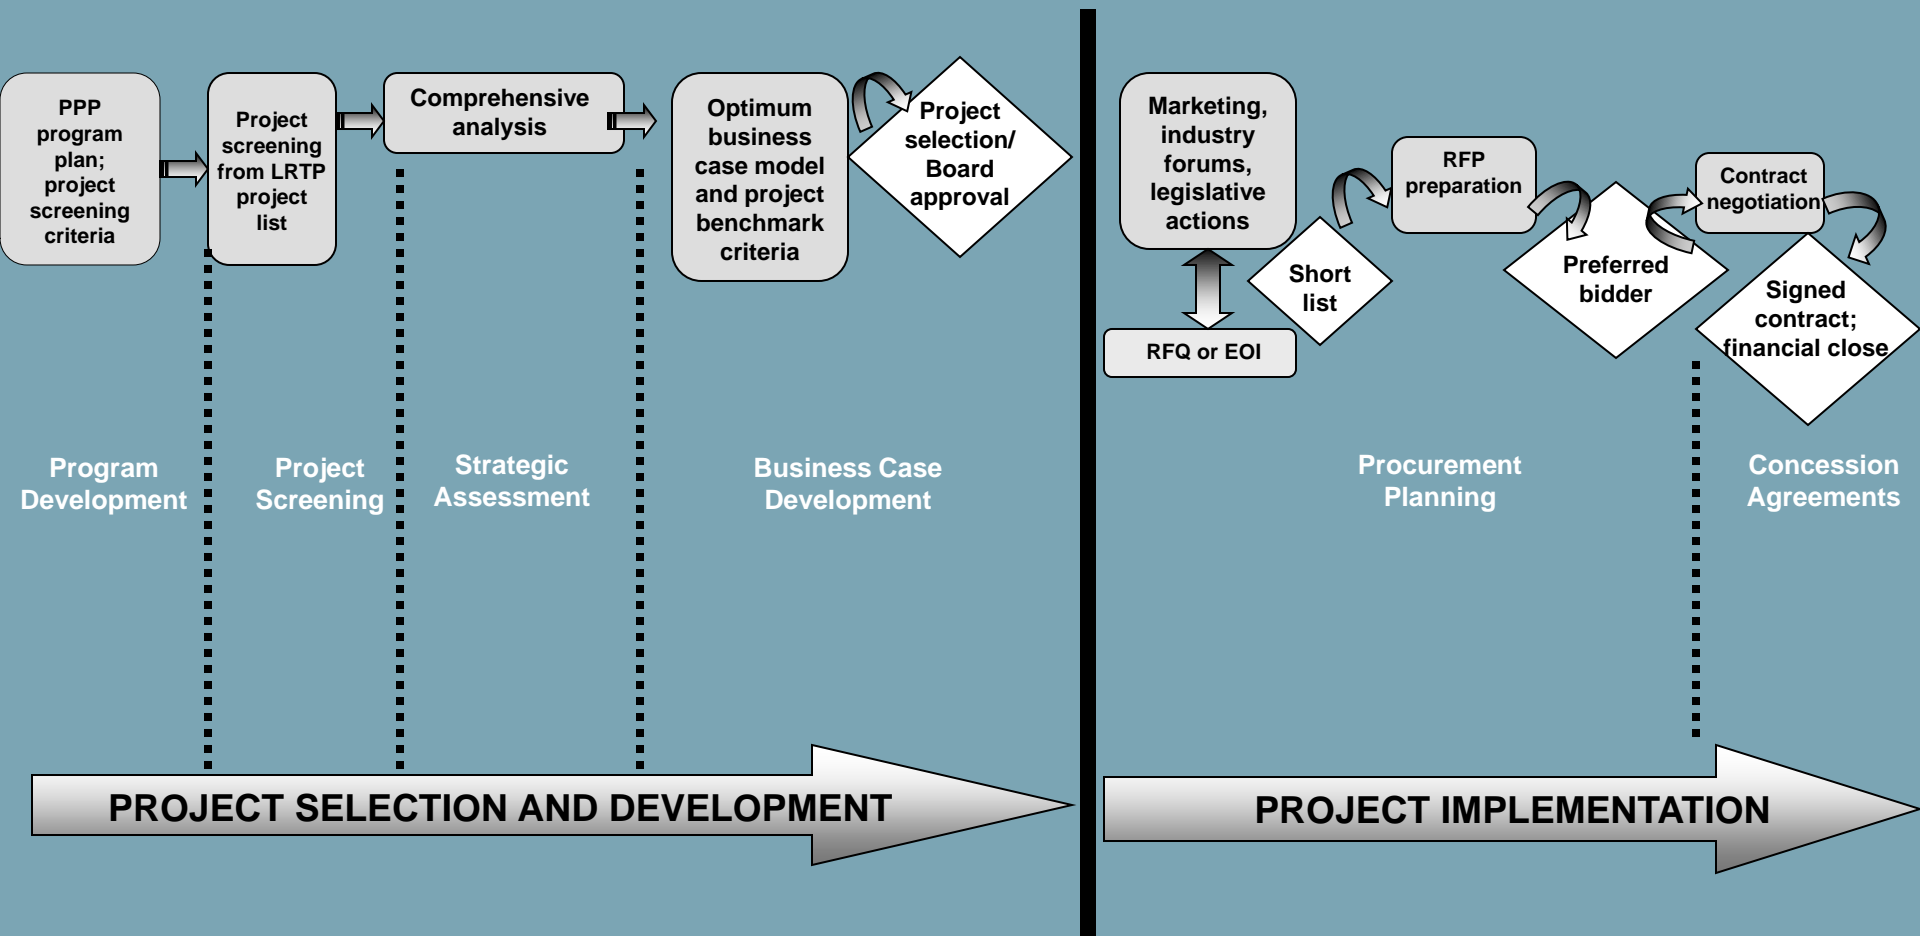 PPP
program
plan;
project
screening
criteria
Project
screening
from LRTP
project
list
Comprehensive
analysis
Optimum
business
case model
and project
benchmark
criteria
Project
selection/
Board
approval
Marketing,
industry
forums,
legislative
actions
RFQ or EOI
Short
list
RFP
preparation
Preferred
bidder
Contract
negotiation
Signed
contract;
financial close
Program
Development
Project
Screening
Strategic
Assessment
Business Case
Development
Procurement
Planning
Concession
Agreements
PROJECT SELECTION AND DEVELOPMENT
PROJECT IMPLEMENTATION